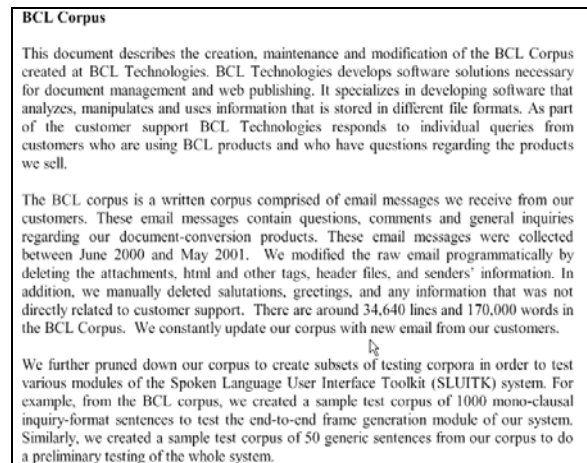 BCL Corpus
This document describes the creation, maintenance and modification of the BCL Corpus
created at BCL Technologies. BCL Technologies develops software solutions necessary
for document management and web publishing. It specializes in developing software that
analyzes, manipulates and uses information that is stored in different file formats. As part
of the customer support BCL Technologies responds to individual queries from
customers who are using BCL products and who have questions regarding the products
we sell.
The BCL corpus is a written corpus comprised of email messages we receive from our
customers. These email messages contain questions, comments and general inquiries
regarding our document-conversion products. These email messages were collected
between June 2000 and May 2001. We modified the raw email programmatically by
deleting the attachments, html and other tags, header files, and senders' information. In
addition, we manually deleted salutations, greetings, and any information that was not
directly related to customer support. There are around 34,640 lines and 170,000 words in
the BCL Corpus. We constantly update our corpus with new email from our customers.
We further pruned down our corpus to create subsets of testing corpora in order to test
various modules of the Spoken Language User Interface Toolkit (SLUITK) system. For
example, from the BCL corpus, we created a sample test corpus of 1000 mono-clausal
inquiry-format sentences to test the end-to-end frame generation module of our system.
Similarly, we created a sample test corpus of 50 generic sentences from our corpus to do
a preliminary testing of the whole system.